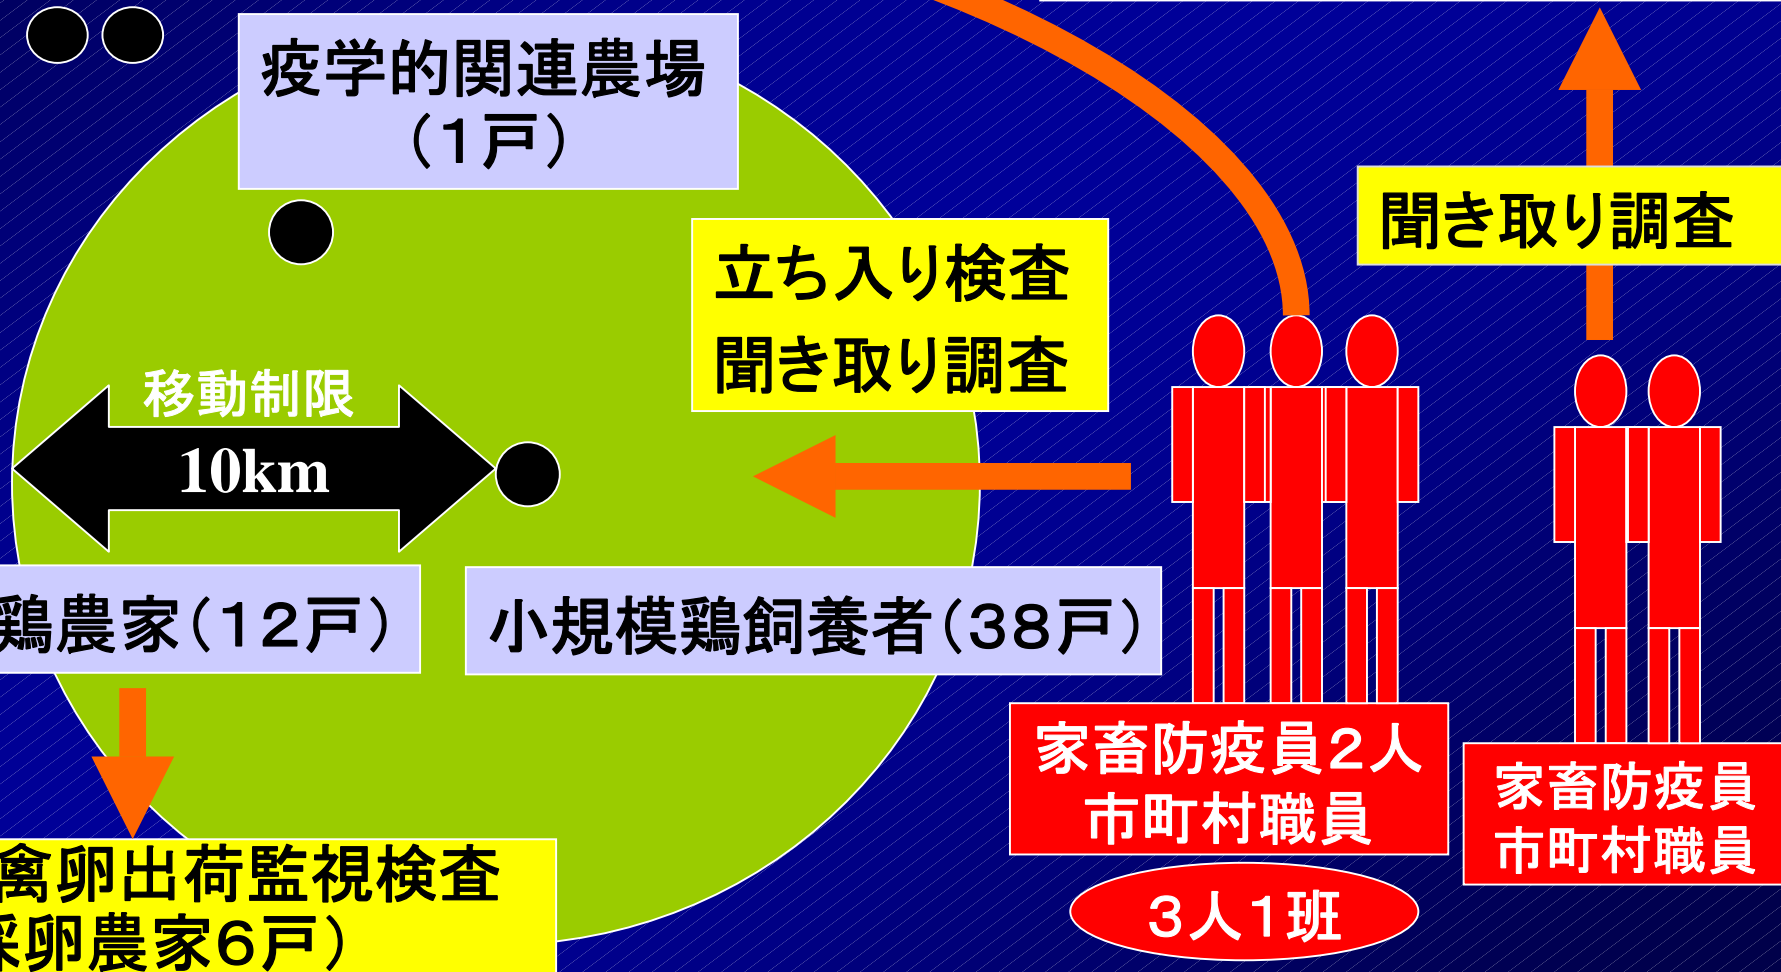 疫学的関連農場
（１戸）
聞き取り調査
立ち入り検査
聞き取り調査
移動制限
10km
鶏農家（１２戸）
小規模鶏飼養者（３８戸）
家畜防疫員２人
市町村職員
家畜防疫員
市町村職員
３人１班
禽卵出荷監視検査
採卵農家６戸）